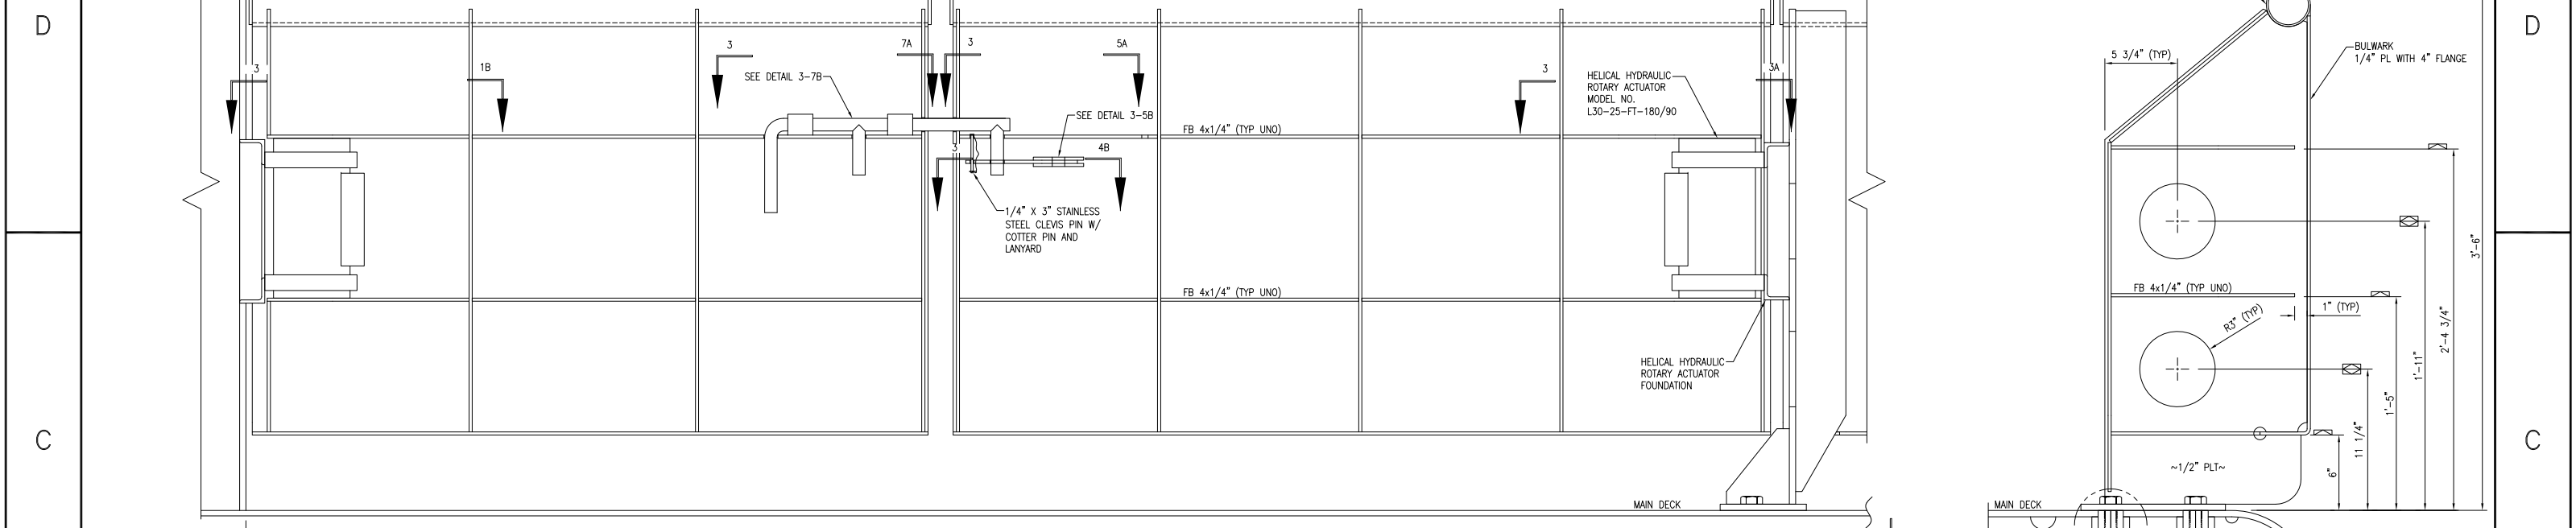 D
3
1B
3
SEE DETAIL 3-7B
7A
3
5A
SEE DETAIL 3-5B
FB 4x1/4" (TYP UNO)
3
4B
1/4" X 3" STAINLESS
STEEL CLEVIS PIN W/
COTTER PIN AND
LANYARD
3
HELICAL HYDRAULIC
ROTARY ACTUATOR
MODEL NO.
L30-25-FT-180/90
3A
FB 4x1/4" (TYP UNO)
HELICAL HYDRAULIC
ROTARY ACTUATOR
FOUNDATION
MAIN DECK
C
5 3/4" (TYP)
BULWARK
1/4" PL WITH 4" FLANGE
FB 4x1/4" (TYP UNO)
R3" (TYP)
1" (TYP)
~1/2" PLT~
MAIN DECK
6"
11 1/4"
1'-5"
1'-11"
2'-4 3/4"
3'-6"
D
C